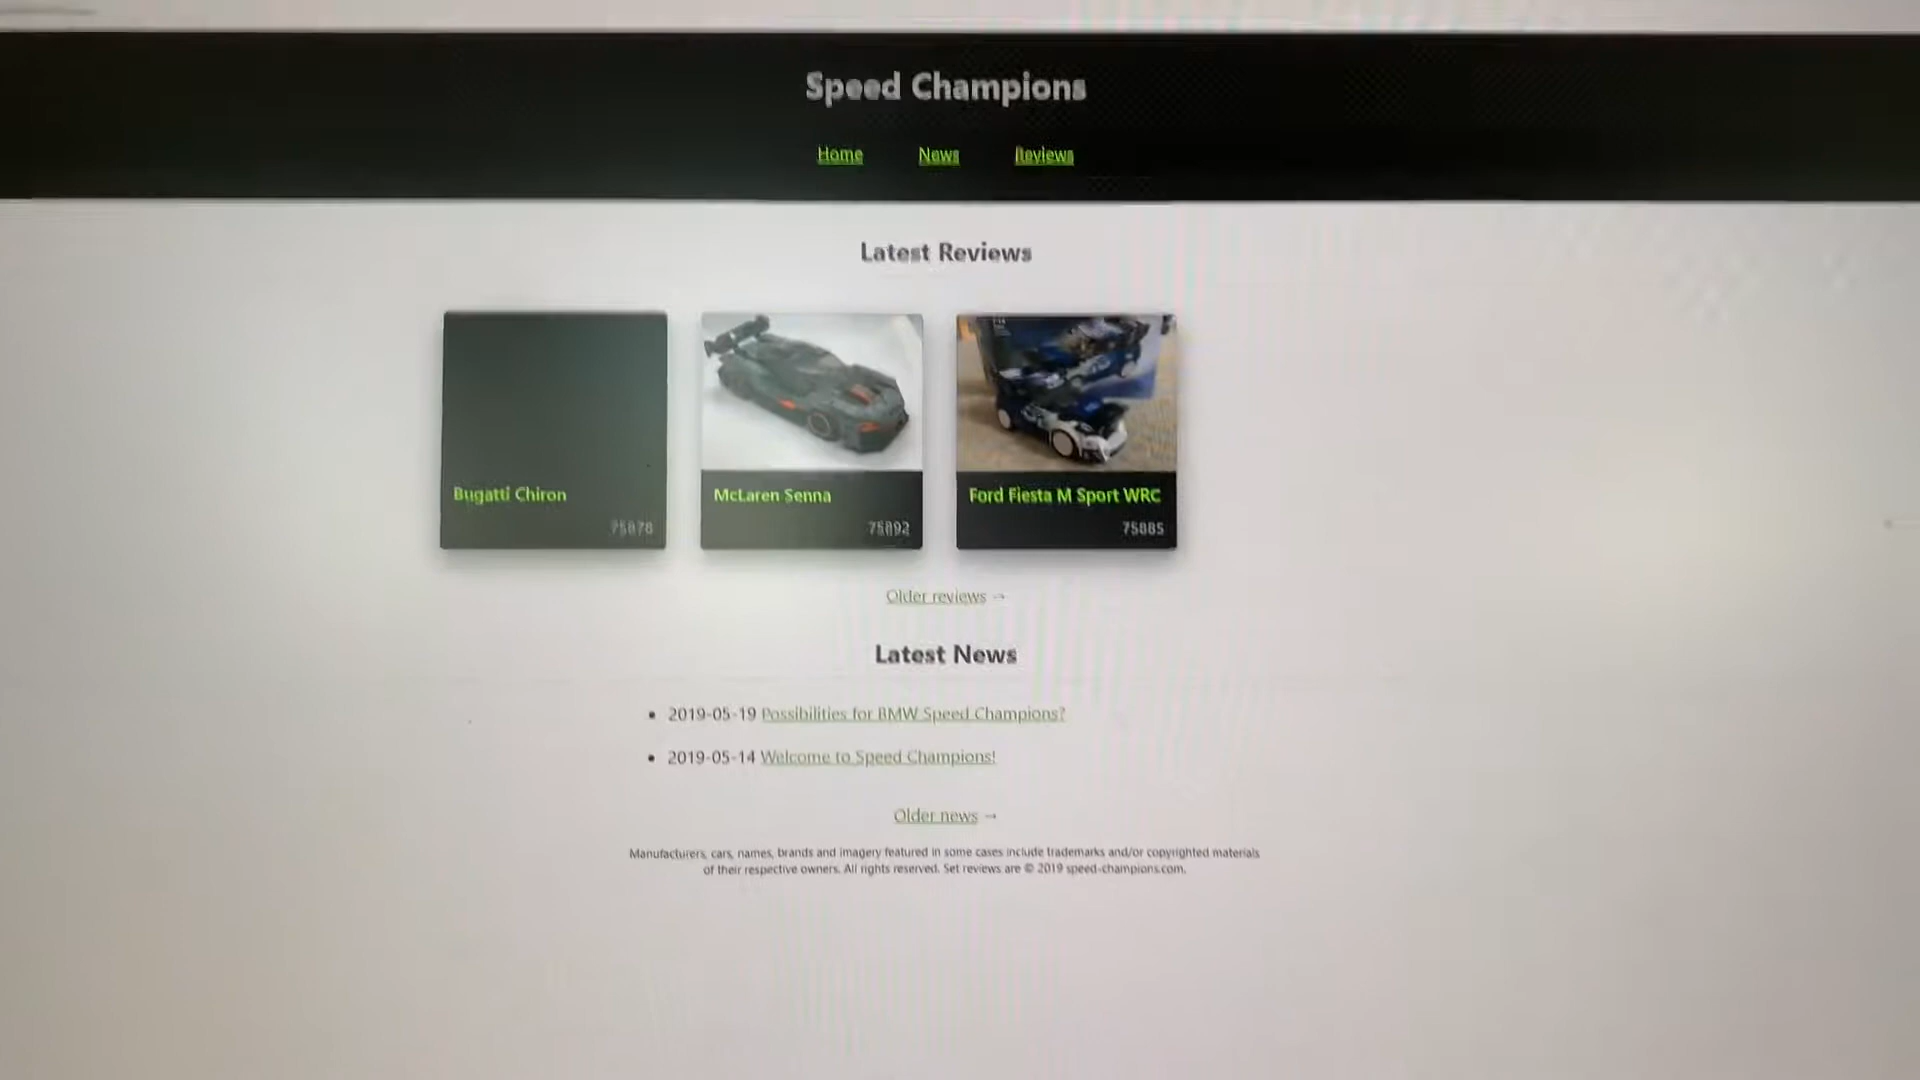 Speed Champions
Home News Reviews
Latest Reviews
Bugatti Chiron
75878
McLaren Senna
75892
Ford Fiesta M Sport WRC
75885
Older reviews →
Latest News
2019-05-19 Possibilities for BMW Speed Champions?
2019-05-14 Welcome to Speed Champions!
Older news →
Manufacturers, cars, names, brands and imagery featured in some cases include trademarks and/or copyrighted materials
of their respective owners. All rights reserved. Set reviews are © 2019 speed-champions.com.